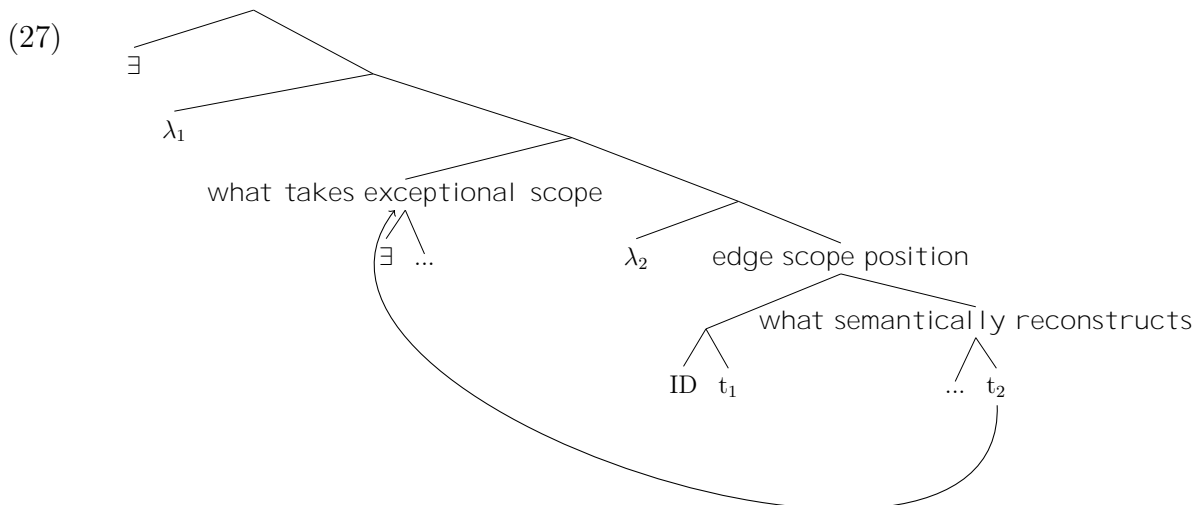 (27)
∃
λ₁
what takes exceptional scope
∃ ...
λ₂ edge scope position
what semantically reconstructs
ID t₁ ... t₂